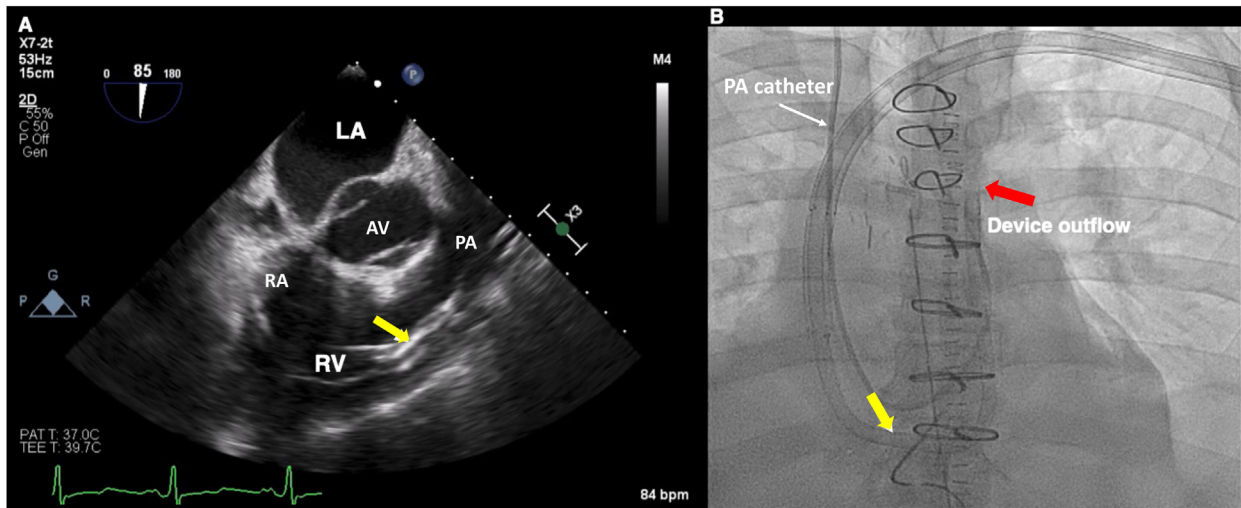 A
X7-2t
53Hz
15cm
0 85 180
P
M4
2D
55%
C 50
P Off
Gen
LA
AV
PA
X3
RA
G
P R
RV
PAT T: 37.0C
TEE T: 39.7C
84 bpm
B
PA catheter
Device outflow